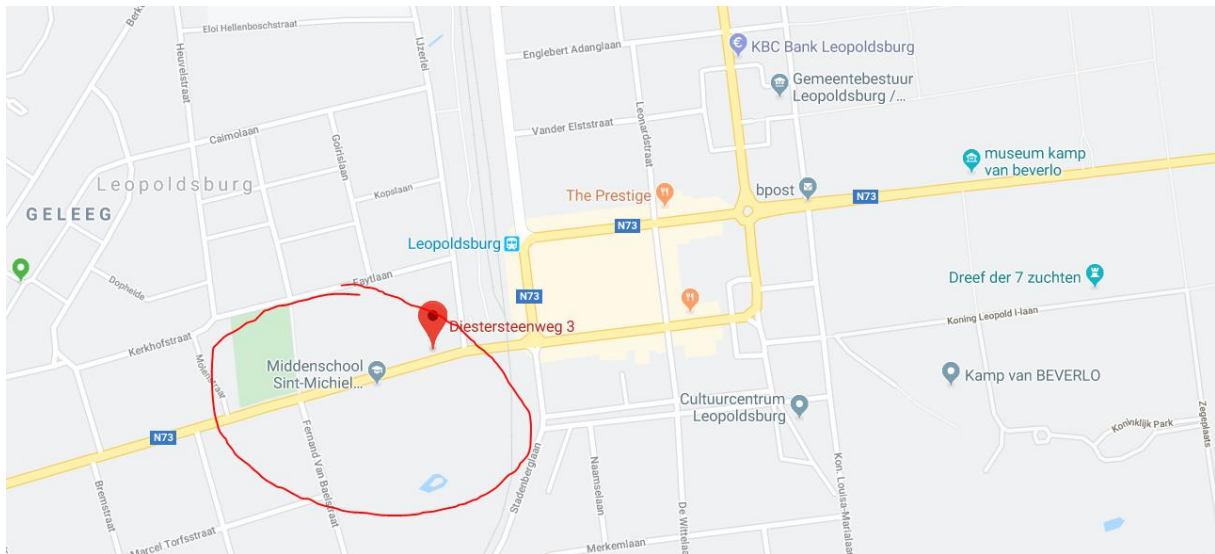 Eloi Hellenboschstraat
Heuvelstraat
IJzerlei
Englebert Adanglaan
KBC Bank Leopoldsburg
Gemeentebestuur
Leopoldsburg /...
Caimolaan
Goirislaan
Vander Elststraat
Leonardstraat
museum kamp
van beverlo
Leopoldsburg
GELEEG
Kopslaan
The Prestige
bpost
N73
N73
Leopoldsburg
Dopheide
Faytlaan
N73
Dreef der 7 zuchten
Diestersteenweg 3
Koning Leopold I-laan
Kerkhofstraat
Molenstraat
Middenschool
Sint-Michiel...
Kamp van BEVERLO
Cultuurcentrum
Leopoldsburg
Zegeplaats
Koninklijk Park
N73
Fernand Van Baelstraat
Stadenberglaan
Naamselaan
De Wittelaan
Kon. Louisa-Marialaan
Bremstraat
Marcel Torfsstraat
Merkemlaan